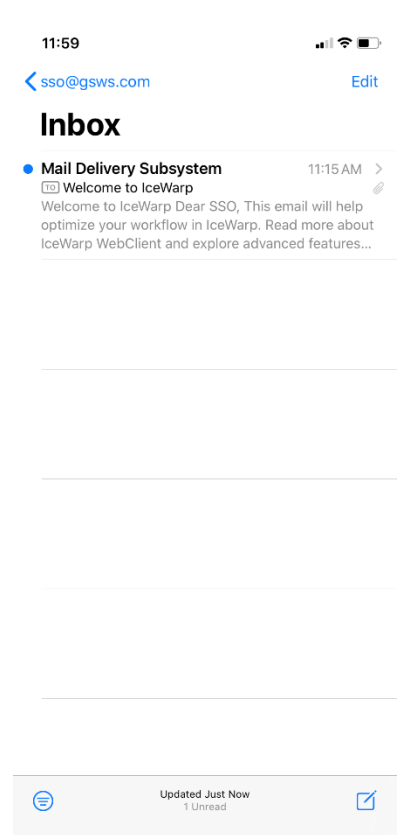 11:59
sso@gsws.com Edit
Inbox
Mail Delivery Subsystem 11:15 AM
TO Welcome to IceWarp
Welcome to IceWarp Dear SSO, This email will help
optimize your workflow in IceWarp. Read more about
IceWarp WebClient and explore advanced features...
Updated Just Now
1 Unread